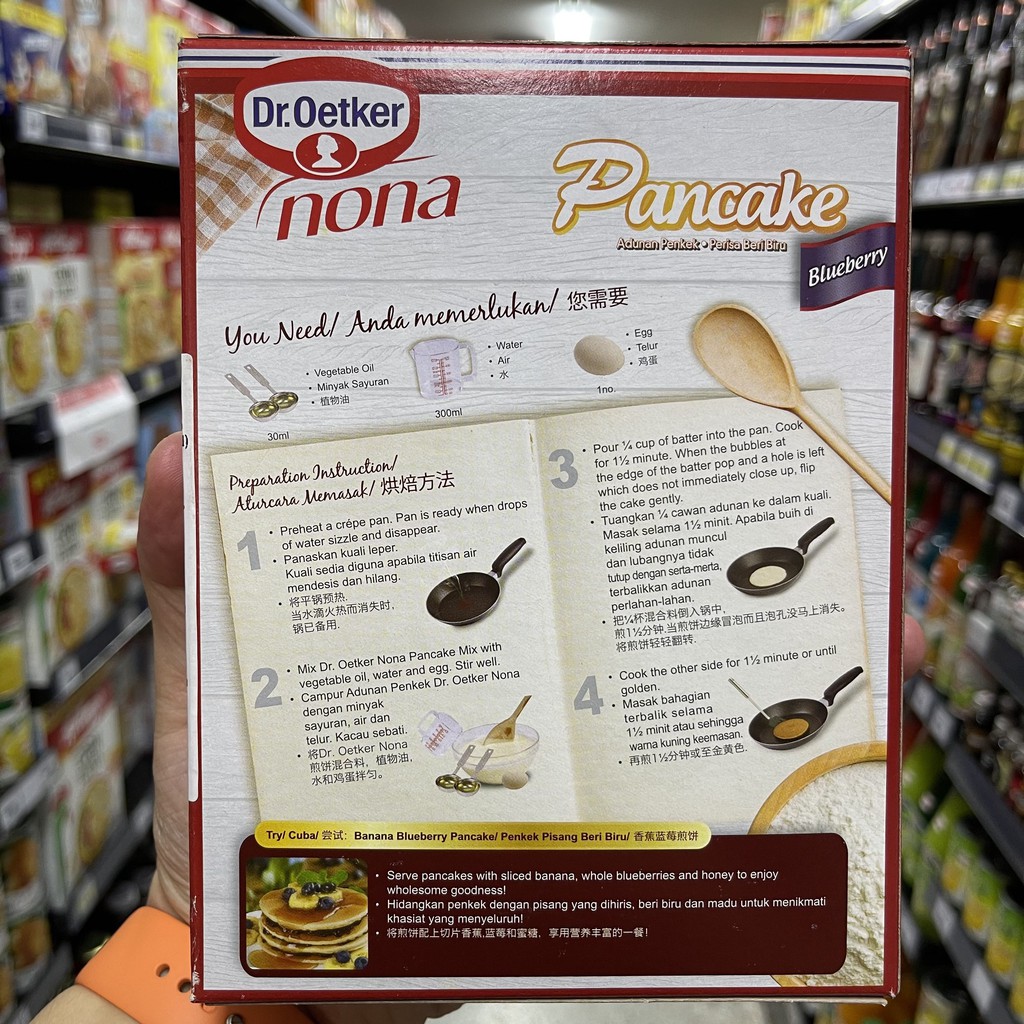 Dr.Oetker
nona
Pancake
Adunan Penkek • Perisa Beri Biru
Blueberry
You Need/ Anda memerlukan/ 您需要
• Vegetable Oil
• Minyak Sayuran
• 植物油
30ml
• Water
• Air
• 水
300ml
• Egg
• Telur
• 鸡蛋
1no.
Preparation Instruction/
Aturcara Memasak/ 烘焙方法
1
• Preheat a crépe pan. Pan is ready when drops
of water sizzle and disappear.
• Panaskan kuali leper.
Kuali sedia diguna apabila titisan air
mendesis dan hilang.
• 将平锅预热.
当水滴火热而消失时,
锅已备用.
2
• Mix Dr. Oetker Nona Pancake Mix with
vegetable oil, water and egg. Stir well.
• Campur Adunan Penkek Dr. Oetker Nona
dengan minyak
sayuran, air dan
telur. Kacau sebati.
• 将Dr. Oetker Nona
煎饼混合料, 植物油,
水和鸡蛋拌匀。
3
• Pour ¼ cup of batter into the pan. Cook
for 1½ minute. When the bubbles at
the edge of the batter pop and a hole is left
which does not immediately close up, flip
the cake gently.
• Tuangkan ¼ cawan adunan ke dalam kuali.
Masak selama 1½ minit. Apabila buih di
keliling adunan muncul
dan lubangnya tidak
tutup dengan serta-merta,
terbalikkan adunan
perlahan-lahan.
• 把¼杯混合料倒入锅中,
煎1½分钟.当煎饼边缘冒泡而且泡孔没马上消失。
将煎饼轻轻翻转.
4
• Cook the other side for 1½ minute or until
golden.
• Masak bahagian
terbalik selama
1½ minit atau sehingga
warna kuning keemasan.
• 再煎1½分钟或至金黄色.
Try/ Cuba/ 尝试: Banana Blueberry Pancake/ Penkek Pisang Beri Biru/ 香蕉蓝莓煎饼
• Serve pancakes with sliced banana, whole blueberries and honey to enjoy
wholesome goodness!
• Hidangkan penkek dengan pisang yang dihiris, beri biru dan madu untuk menikmati
khasiat yang menyeluruh!
• 将煎饼配上切片香蕉,蓝莓和蜜糖, 享用营养丰富的一餐!